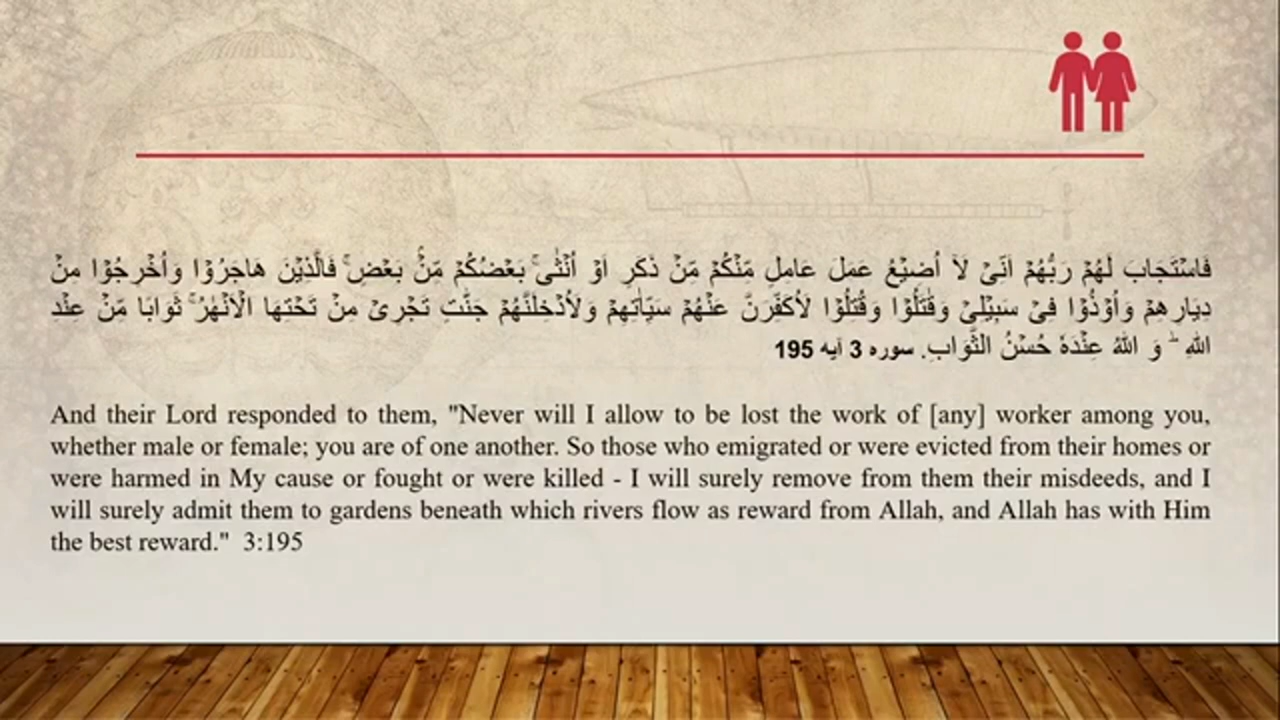 فَاسۡتَجَابَ لَهُمۡ رَبُّهُمۡ اَنِّىۡ لَاۤ اُضِيۡعُ عَمَلَ عَامِلٍ مِّنۡكُمۡ مِّنۡ ذَكَرٍ اَوۡ اُنۡثٰى‌ۚ بَعۡضُكُمۡ مِّنۡۢ بَعۡضٍ‌ۚ فَالَّذِيۡنَ هَاجَرُوۡا وَاُخۡرِجُوۡا مِنۡ
دِيَارِهِمۡ وَاُوۡذُوۡا فِىۡ سَبِيۡلِىۡ وَقٰتَلُوۡا وَقُتِلُوۡا لَاُكَفِّرَنَّ عَنۡهُمۡ سَيِّاٰتِهِمۡ وَلَاُدۡخِلَنَّهُمۡ جَنّٰتٍ تَجۡرِىۡ مِنۡ تَحۡتِهَا الۡاَنۡهٰرُ‌ۚ ثَوَابًا مِّنۡ عِنۡدِ
اللّٰهِ ؕ وَ اللّٰهُ عِنۡدَهٗ حُسۡنُ الثَّوَابِ. سوره 3 آیه 195
And their Lord responded to them, "Never will I allow to be lost the work of [any] worker among you,
whether male or female; you are of one another. So those who emigrated or were evicted from their homes or
were harmed in My cause or fought or were killed - I will surely remove from them their misdeeds, and I
will surely admit them to gardens beneath which rivers flow as reward from Allah, and Allah has with Him
the best reward." 3:195